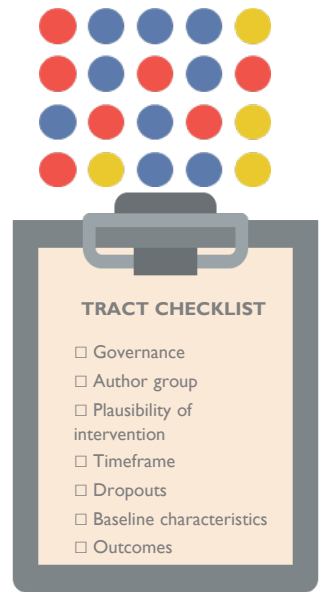 TRACT CHECKLIST
☐ Governance
☐ Author group
☐ Plausibility of
intervention
☐ Timeframe
☐ Dropouts
☐ Baseline characteristics
☐ Outcomes